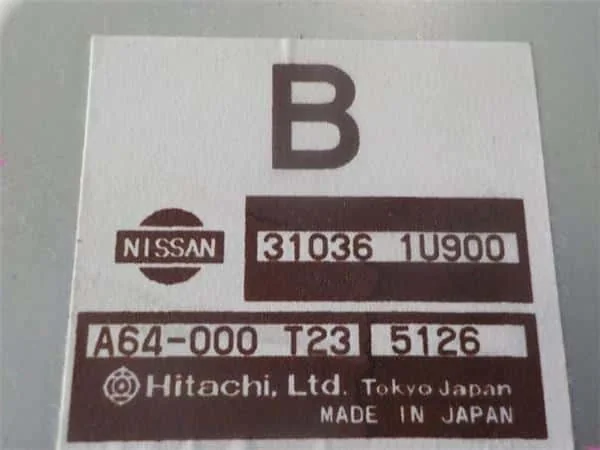 B
NISSAN 31036 1U900
A64-000 T23 5126
Hitachi, Ltd. Tokyo Japan
MADE IN JAPAN